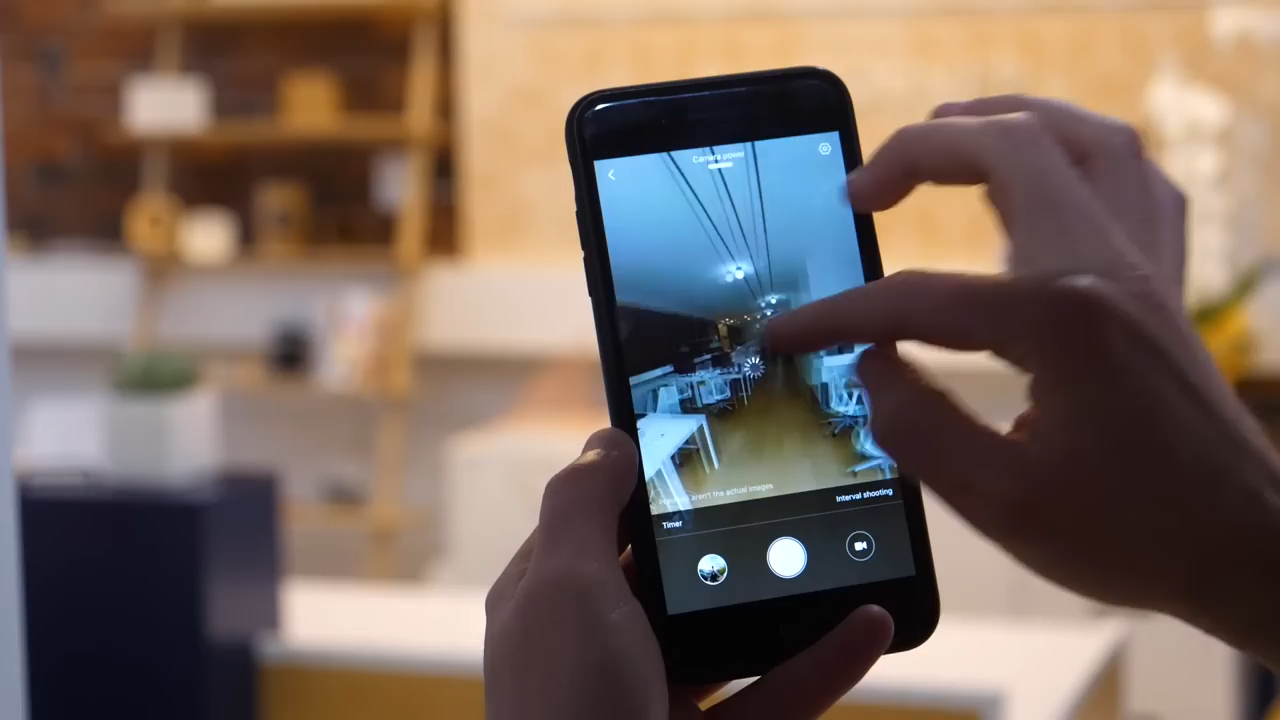 Camera power
aren't the actual images
Interval shooting
Timer